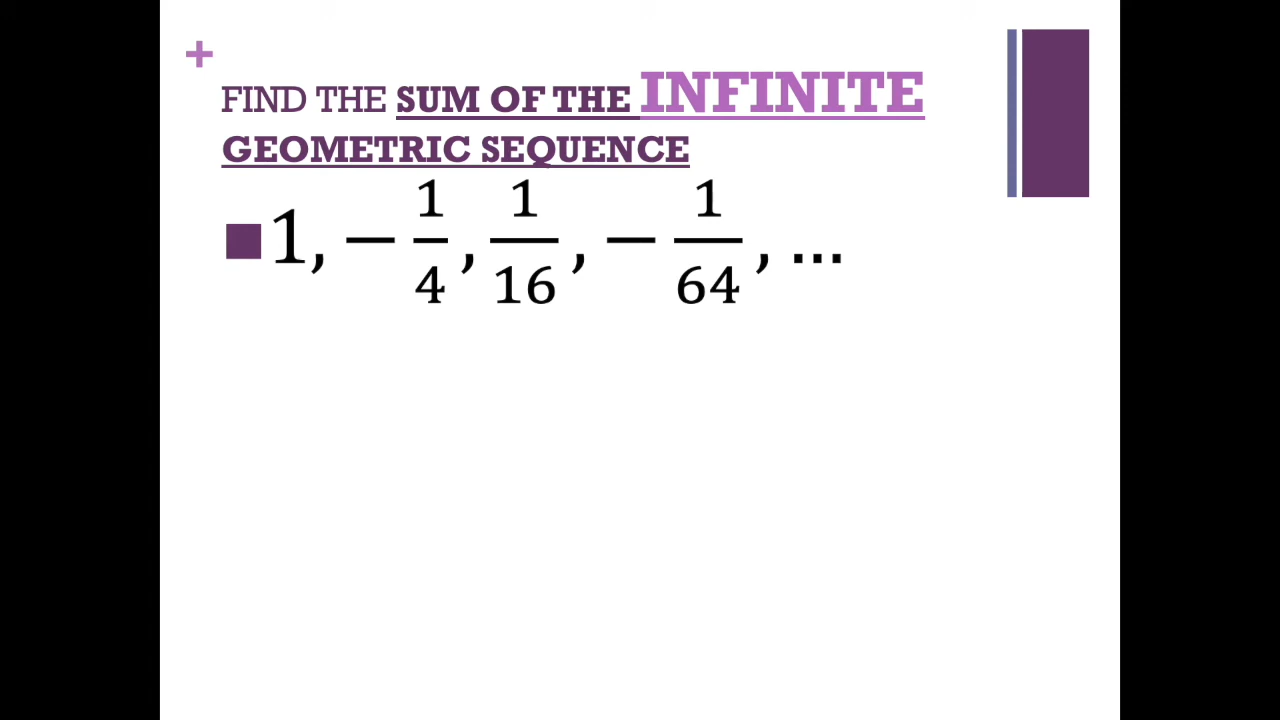 +
FIND THE SUM OF THE INFINITE
GEOMETRIC SEQUENCE
1, −1/4, 1/16, −1/64, ...